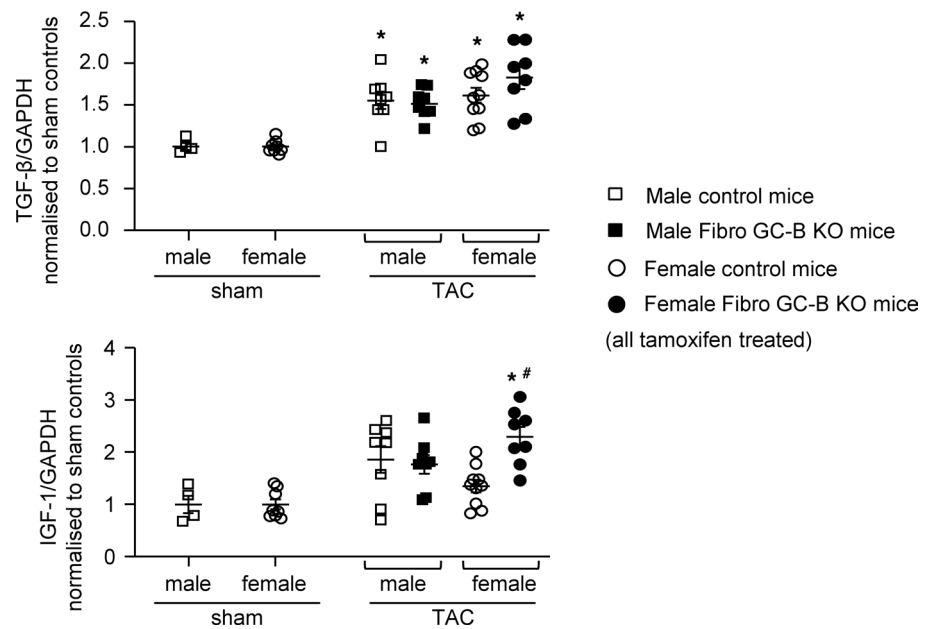 TGF-β/GAPDH
normalised to sham controls
2.5
2.0
1.5
1.0
0.5
0.0
* * * *
male female male female
sham TAC
□ Male control mice
■ Male Fibro GC-B KO mice
○ Female control mice
● Female Fibro GC-B KO mice
(all tamoxifen treated)
IGF-1/GAPDH
normalised to sham controls
4
3
2
1
0
* #
male female male female
sham TAC